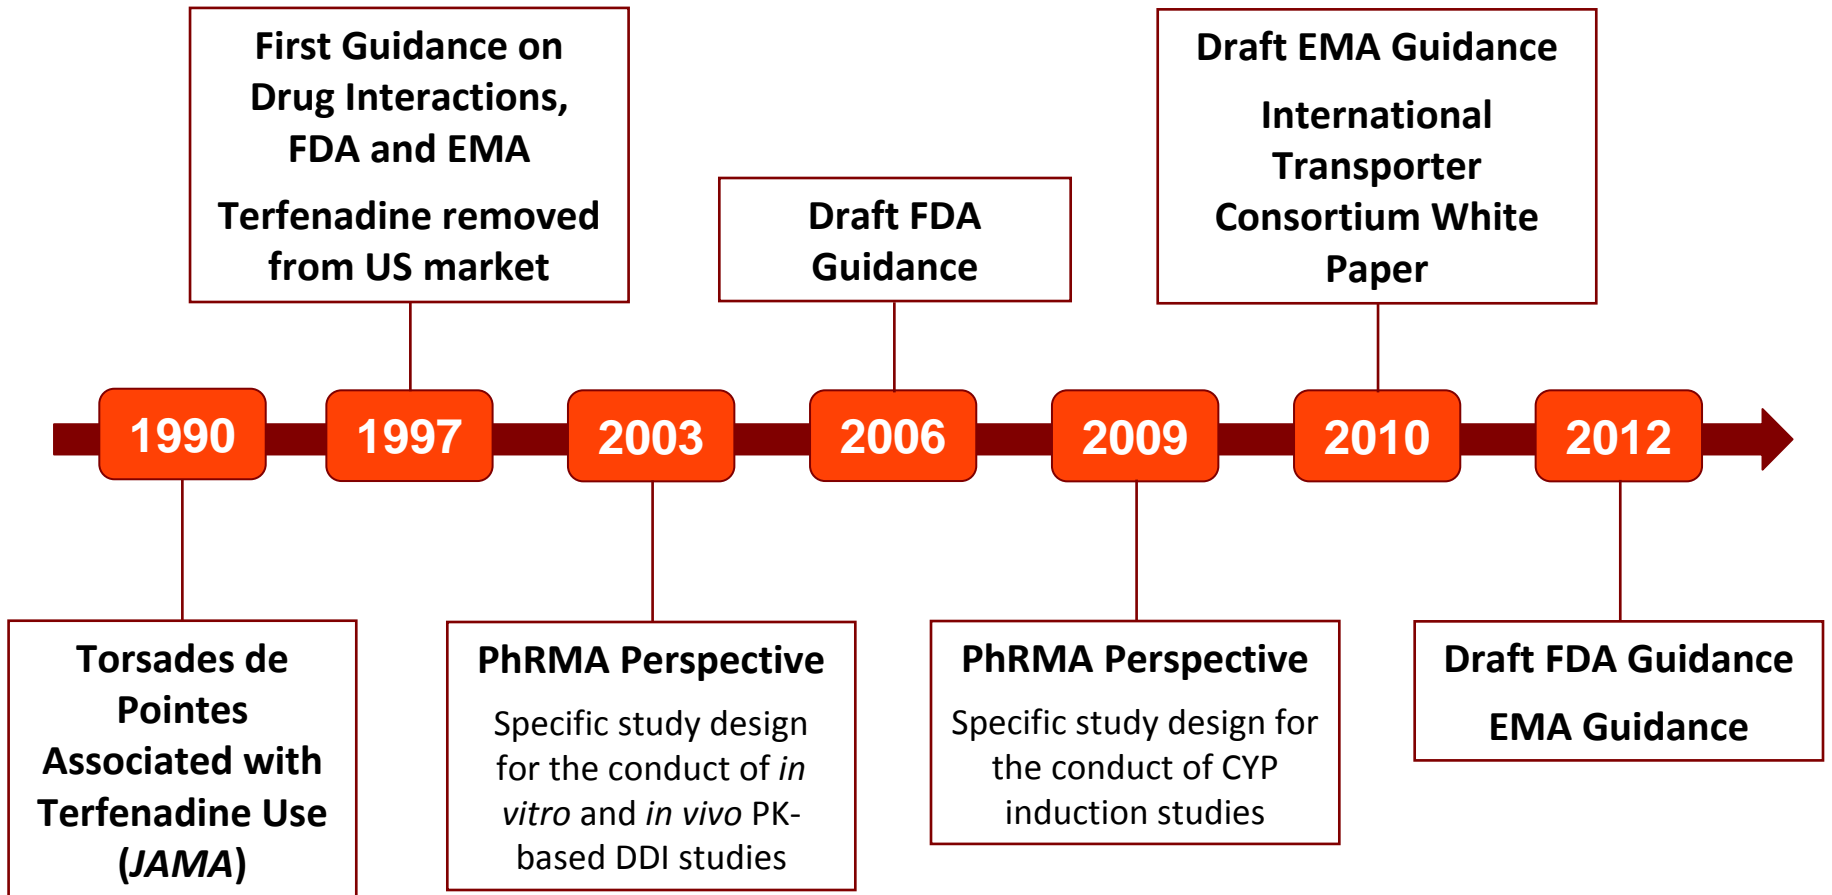 First Guidance on
Drug Interactions,
FDA and EMA
Terfenadine removed
from US market
Draft FDA
Guidance
Draft EMA Guidance
International
Transporter
Consortium White
Paper
1990
1997
2003
2006
2009
2010
2012
Torsades de
Pointes
Associated with
Terfenadine Use
(JAMA)
PhRMA Perspective
Specific study design
for the conduct of in
vitro and in vivo PK-
based DDI studies
PhRMA Perspective
Specific study design for
the conduct of CYP
induction studies
Draft FDA Guidance
EMA Guidance